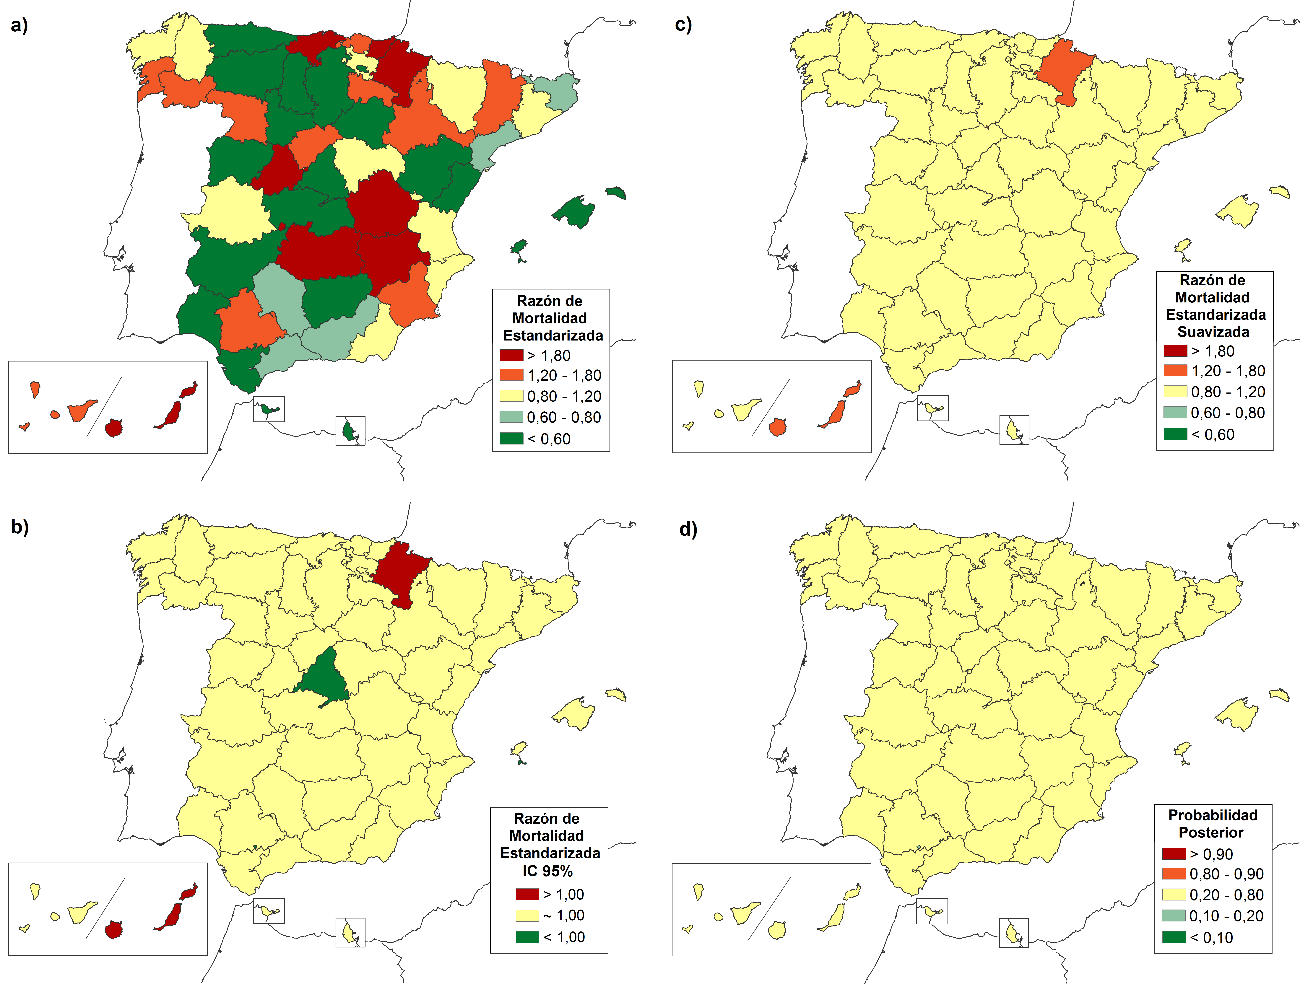 a)
Razón de
Mortalidad
Estandarizada
> 1,80
1,20 - 1,80
0,80 - 1,20
0,60 - 0,80
< 0,60
c)
Razón de
Mortalidad
Estandarizada
Suavizada
> 1,80
1,20 - 1,80
0,80 - 1,20
0,60 - 0,80
< 0,60
b)
Razón de
Mortalidad
Estandarizada
IC 95%
> 1,00
~ 1,00
< 1,00
d)
Probabilidad
Posterior
> 0,90
0,80 - 0,90
0,20 - 0,80
0,10 - 0,20
< 0,10